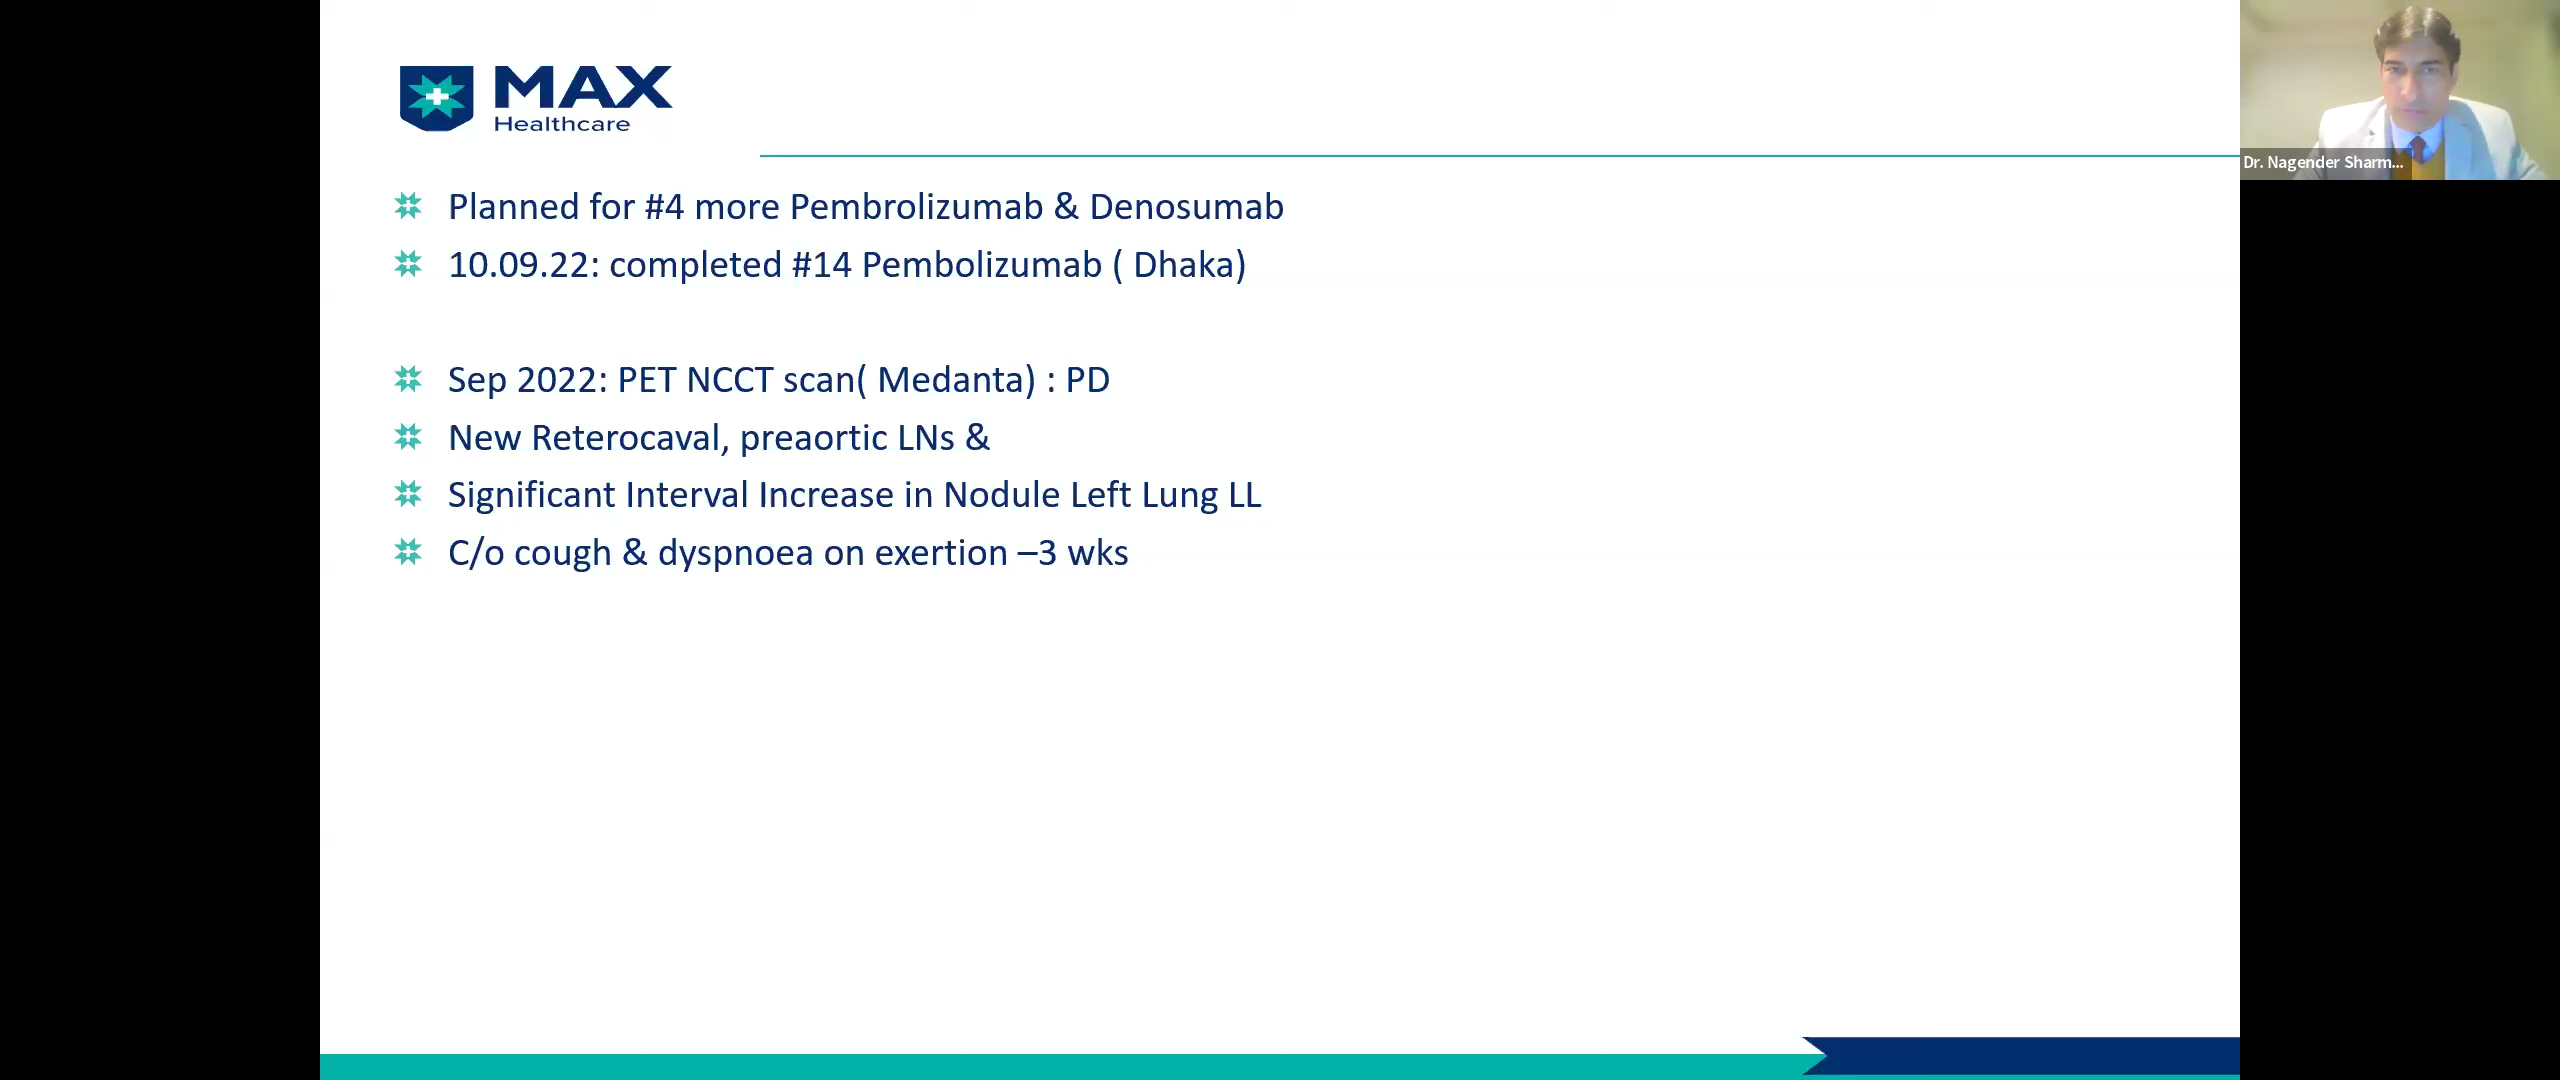 MAX
Healthcare
Dr. Nagender Sharm...
Planned for #4 more Pembrolizumab & Denosumab
10.09.22: completed #14 Pembolizumab ( Dhaka)
Sep 2022: PET NCCT scan( Medanta) : PD
New Reterocaval, preaortic LNs &
Significant Interval Increase in Nodule Left Lung LL
C/o cough & dyspnoea on exertion –3 wks